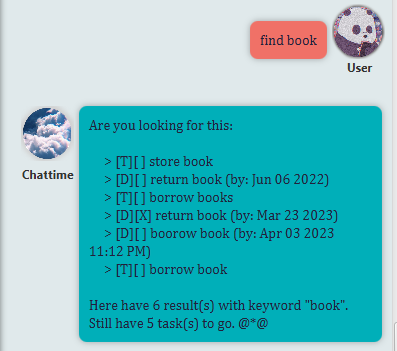 find book
User
Are you looking for this:
> [T][ ] store book
> [D][ ] return book (by: Jun 06 2022)
> [T][ ] borrow books
> [D][X] return book (by: Mar 23 2023)
> [D][ ] boorow book (by: Apr 03 2023
11:12 PM)
> [T][ ] borrow book
Here have 6 result(s) with keyword "book".
Still have 5 task(s) to go. @*@
Chattime